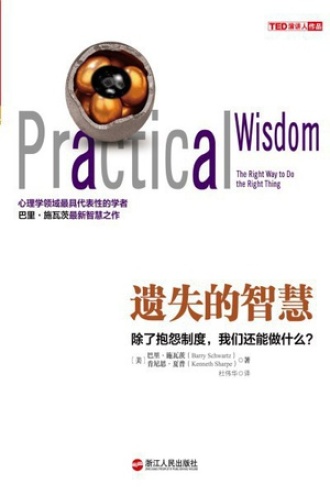 TED演讲人作品
Practical
Wisdom
The Right Way to Do
the Right Thing
心理学领域最具代表性的学者
巴里·施瓦茨最新智慧之作
遗失的智慧
除了抱怨制度，我们还能做什么？
[美] 巴里·施瓦茨（Barry Schwartz）
肯尼思·夏普（Kenneth Sharpe） 著
杜伟华 译
浙江人民出版社